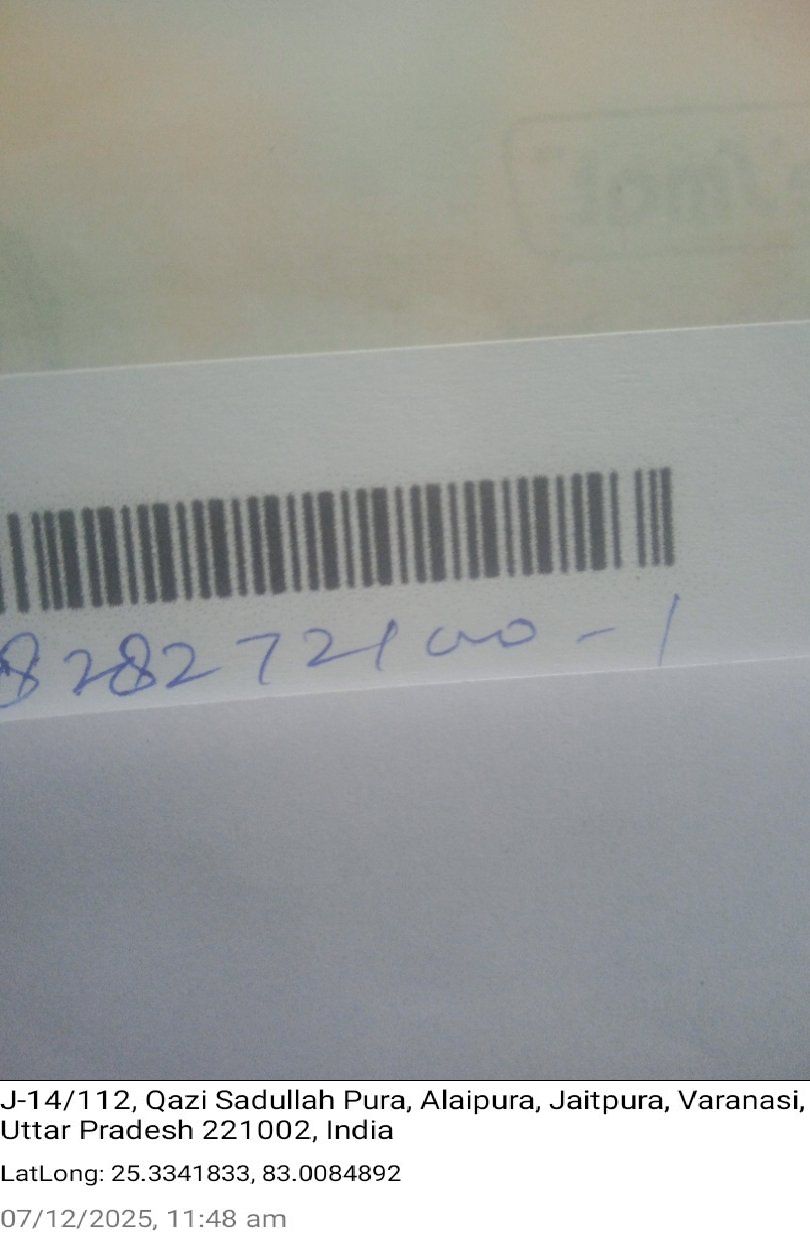 828272100-1
J-14/112, Qazi Sadullah Pura, Alaipura, Jaitpura, Varanasi,
Uttar Pradesh 221002, India
LatLong: 25.3341833, 83.0084892
07/12/2025, 11:48 am